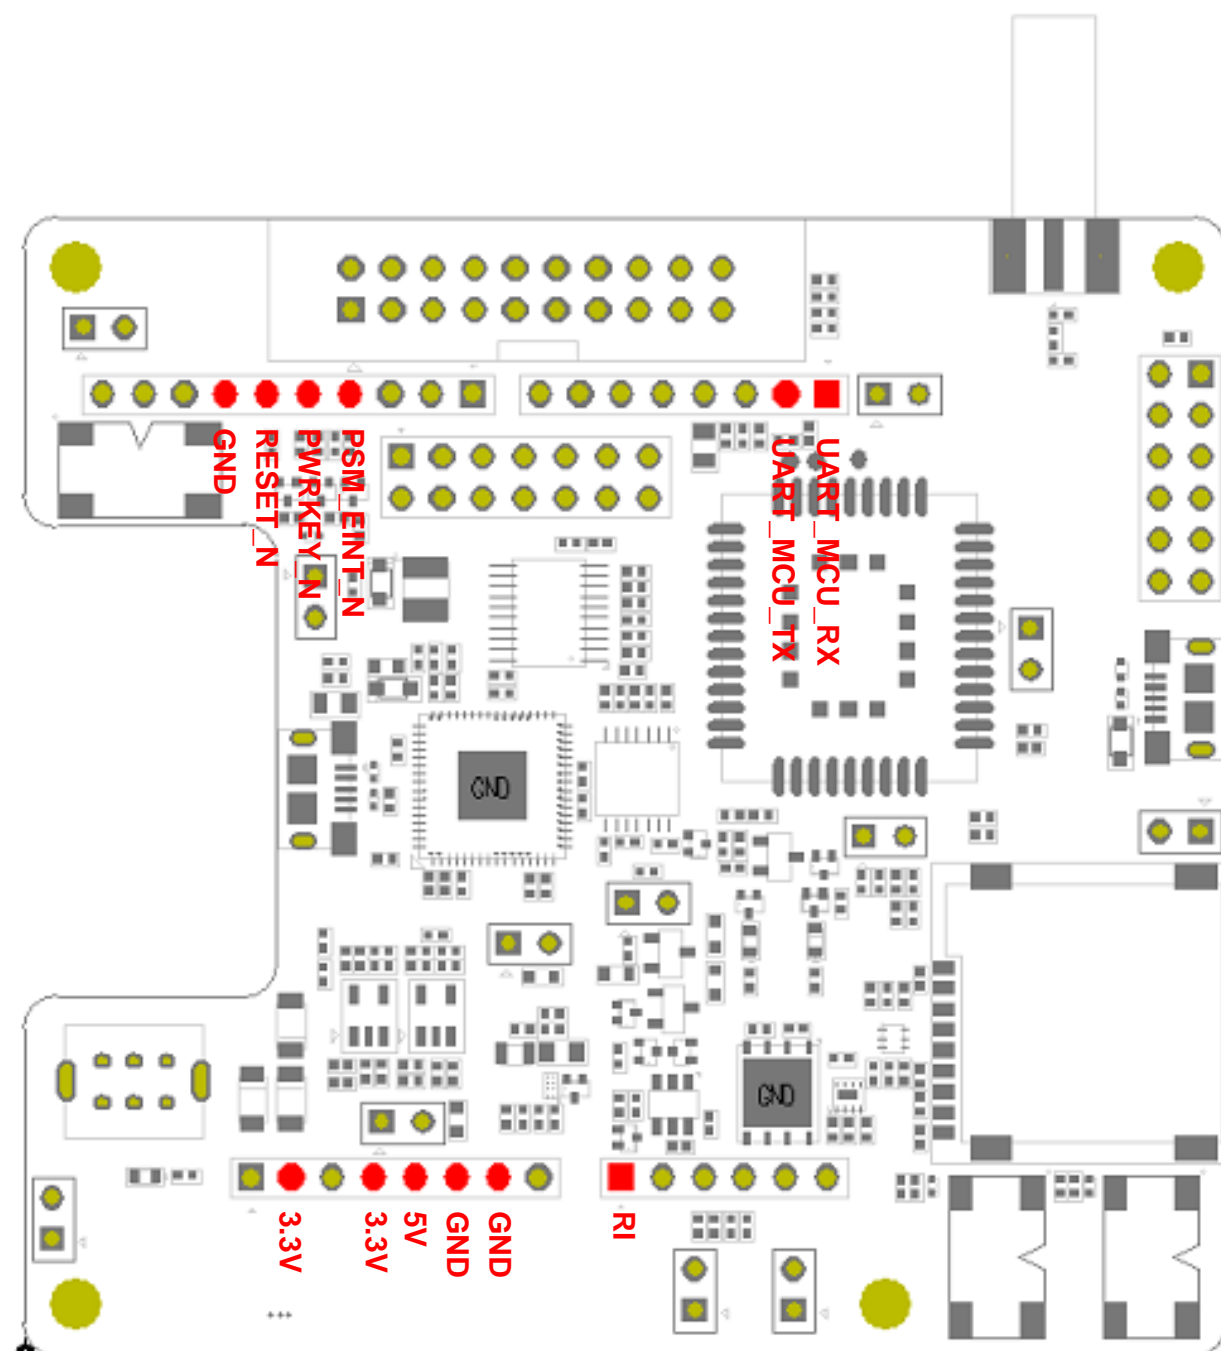 GND
RESET_N
PWRKEY_N
PSM_EINT_N
UART_MCU_TX
UART_MCU_RX
GND
GND
3.3V
3.3V
5V
GND
GND
RI